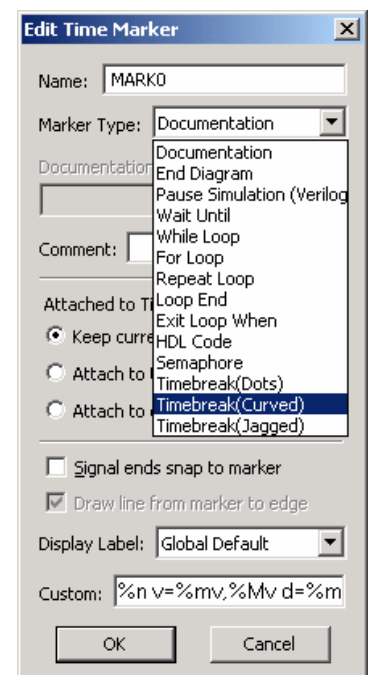 Edit Time Marker
Name: MARK0
Marker Type: Documentation
Documentation
Documentation
End Diagram
Pause Simulation (Verilog
Wait Until
While Loop
Comment:
For Loop
Repeat Loop
Loop End
Attached to Ti
Exit Loop When
Keep curre
HDL Code
Semaphore
Attach to
Timebreak(Dots)
Timebreak(Curved)
Attach to
Timebreak(Jagged)
Signal ends snap to marker
Draw line from marker to edge
Display Label: Global Default
Custom: %n v=%mv,%Mv d=%m
OK Cancel